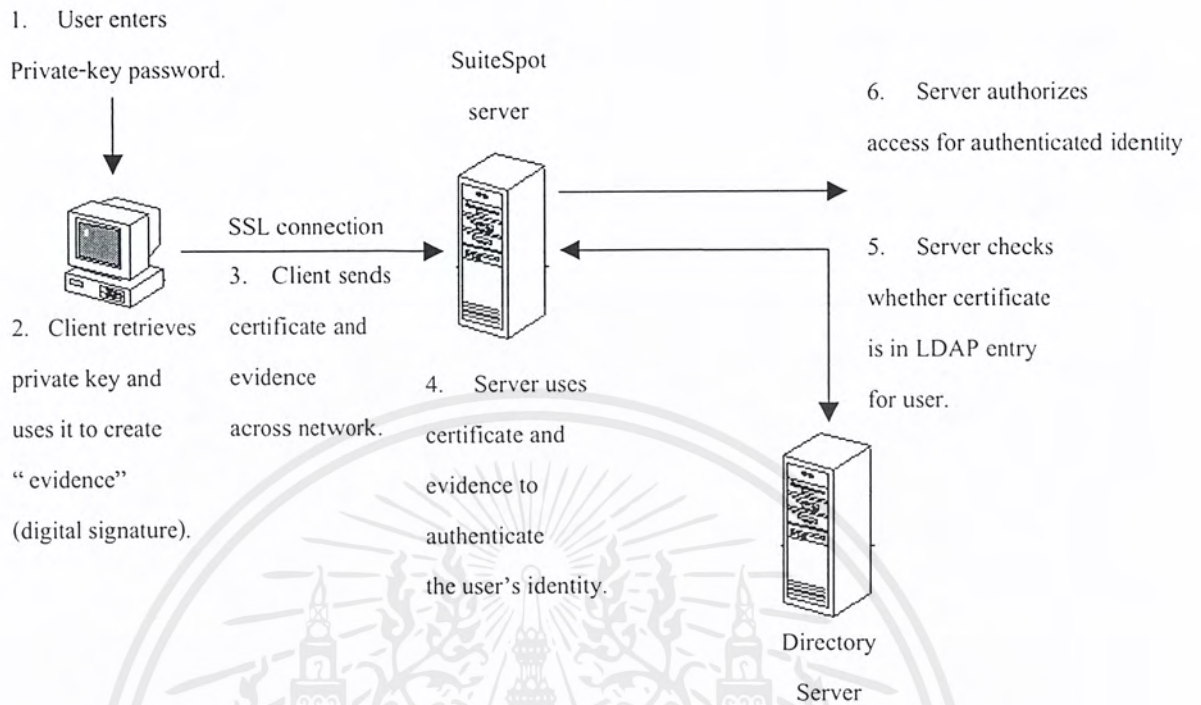 1. User enters
Private-key password.
SuiteSpot
server
6. Server authorizes
access for authenticated identity
SSL connection
3. Client sends
certificate and
evidence
across network.
2. Client retrieves
private key and
uses it to create
“ evidence”
(digital signature).
4. Server uses
certificate and
evidence to
authenticate
the user’s identity.
5. Server checks
whether certificate
is in LDAP entry
for user.
Directory
Server